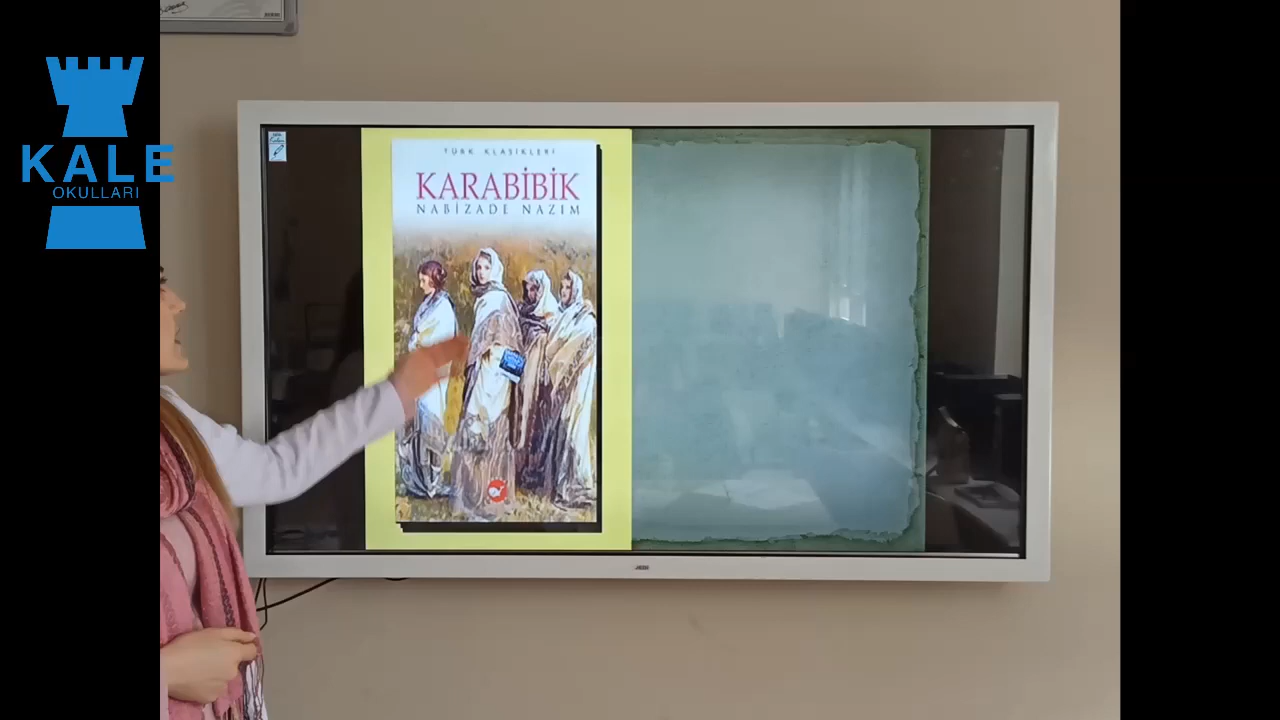 KALE
OKULLARI
TÜRK KLASİKLERİ
KARABİBİK
NABİZADE NAZIM